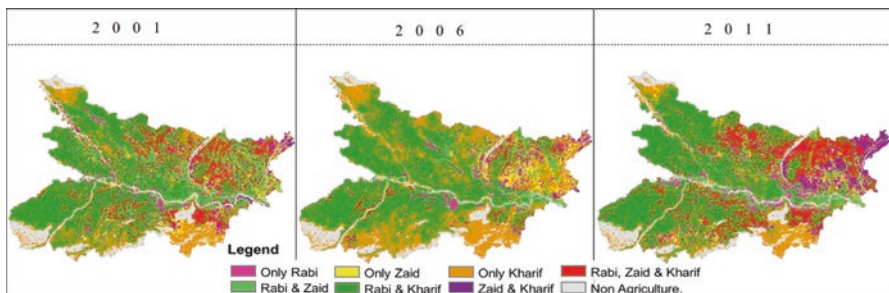 2 0 0 1 2 0 0 6 2 0 1 1
Legend
Only Rabi Only Zaid Only Kharif Rabi, Zaid & Kharif
Rabi & Zaid Rabi & Kharif Zaid & Kharif Non Agriculture.